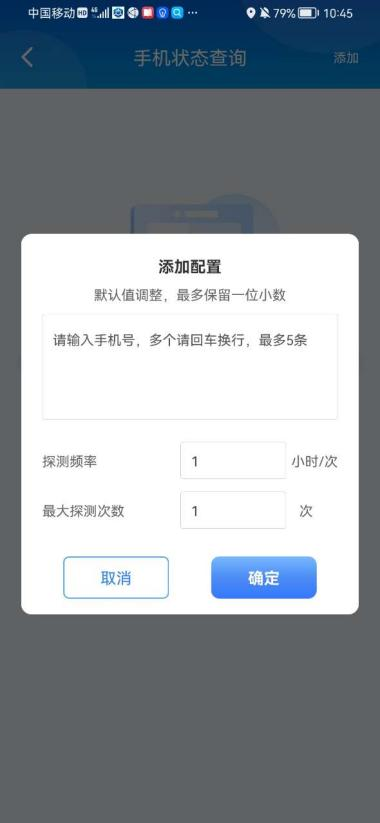 中国移动 HD 4G 79% 10:45
手机状态查询 添加
添加配置
默认值调整，最多保留一位小数
请输入手机号，多个请回车换行，最多5条
探测频率 1 小时/次
最大探测次数 1 次
取消 确定